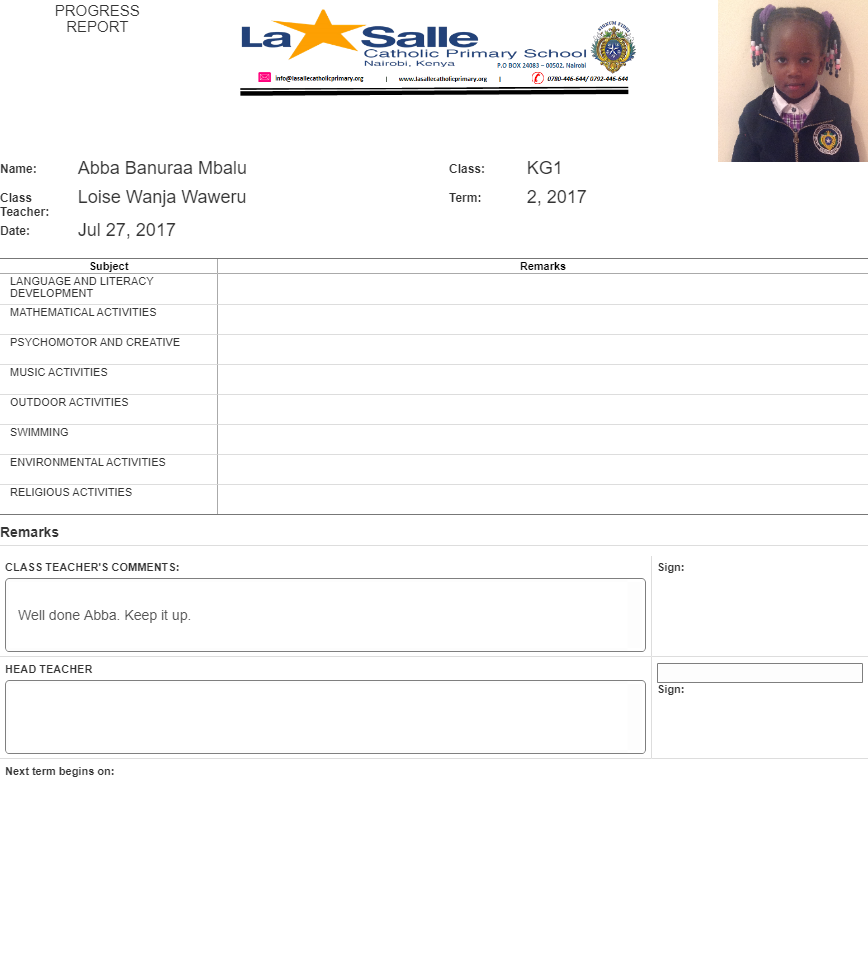 PROGRESS
REPORT
La Salle
Catholic Primary School
Nairobi, Kenya
P.O BOX 24083 – 00502, Nairobi
info@lasallecatholicprimary.org | www.lasallecatholicprimary.org | 0780-446-644/ 0792-446-644
Name: Abba Banuraa Mbalu Class: KG1
Class Teacher: Loise Wanja Waweru Term: 2, 2017
Date: Jul 27, 2017
Subject Remarks
LANGUAGE AND LITERACY
DEVELOPMENT
MATHEMATICAL ACTIVITIES
PSYCHOMOTOR AND CREATIVE
MUSIC ACTIVITIES
OUTDOOR ACTIVITIES
SWIMMING
ENVIRONMENTAL ACTIVITIES
RELIGIOUS ACTIVITIES
Remarks
CLASS TEACHER'S COMMENTS: Sign:
Well done Abba. Keep it up.
HEAD TEACHER
Sign:
Next term begins on: